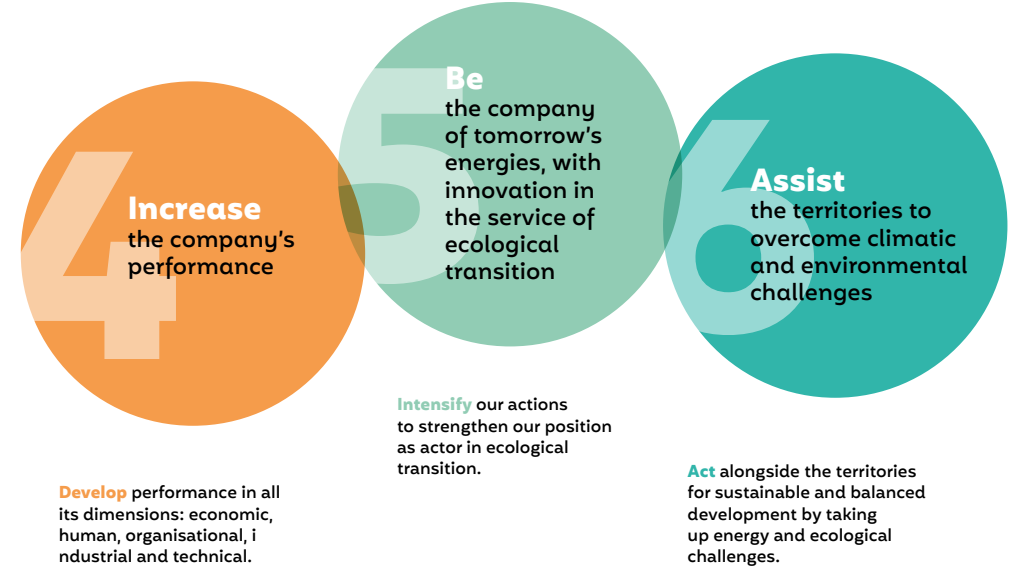 4
Increase
the company's
performance
Develop performance in all
its dimensions: economic,
human, organisational, i
ndustrial and technical.
5
Be
the company
of tomorrow's
energies, with
innovation in
the service of
ecological
transition
Intensify our actions
to strengthen our position
as actor in ecological
transition.
6
Assist
the territories to
overcome climatic
and environmental
challenges
Act alongside the territories
for sustainable and balanced
development by taking
up energy and ecological
challenges.